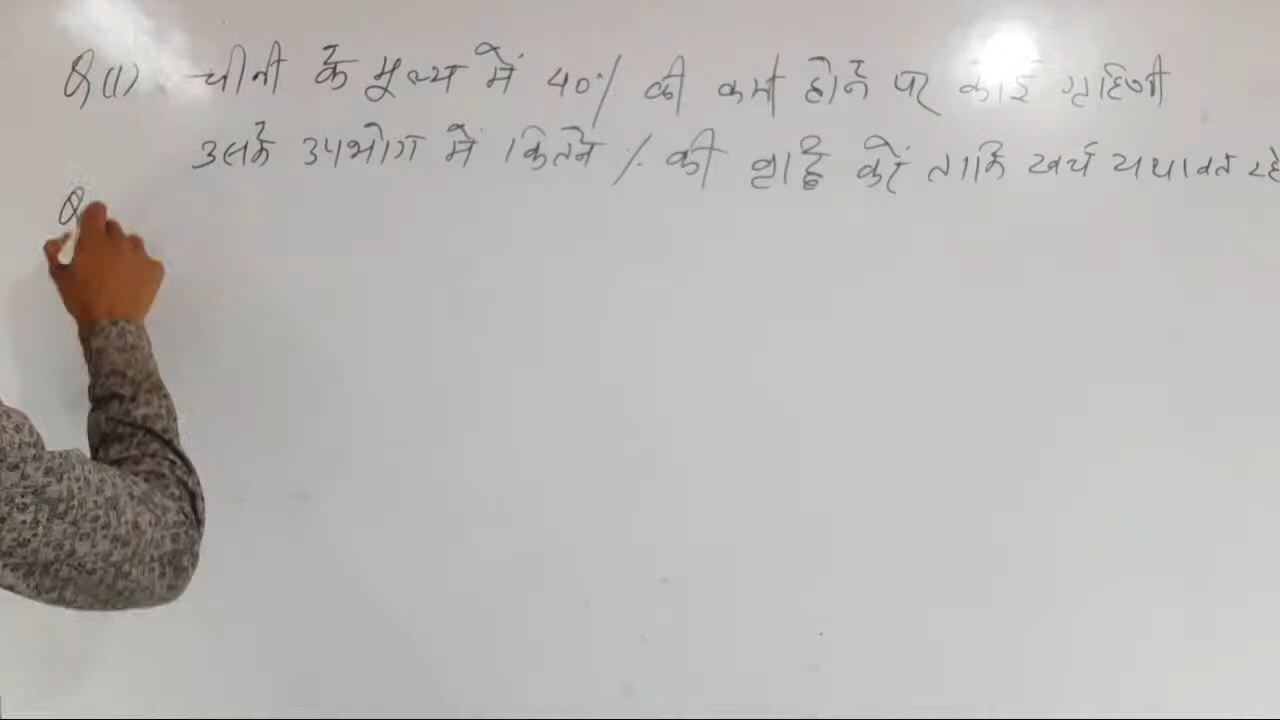 Q(1) चीनी के मूल्य में 40% की कमी होने पर कोई गृहिणी
उसके उपभोग में कितने % की वृद्धि करें ताकि खर्च यथावत रहे
Q